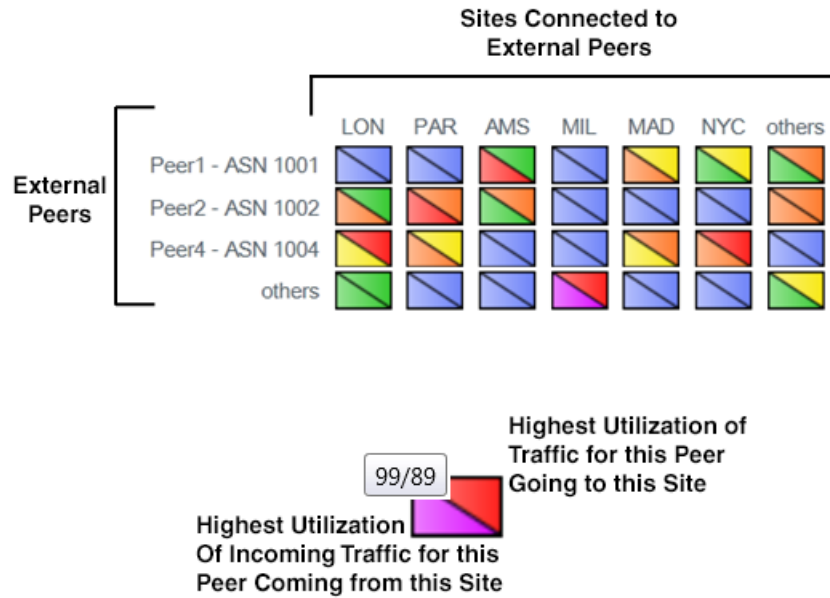 Sites Connected to
External Peers
LON PAR AMS MIL MAD NYC others
External
Peers
Peer1 - ASN 1001
Peer2 - ASN 1002
Peer4 - ASN 1004
others
Highest Utilization of
Traffic for this Peer
Going to this Site
99/89
Highest Utilization
Of Incoming Traffic for this
Peer Coming from this Site